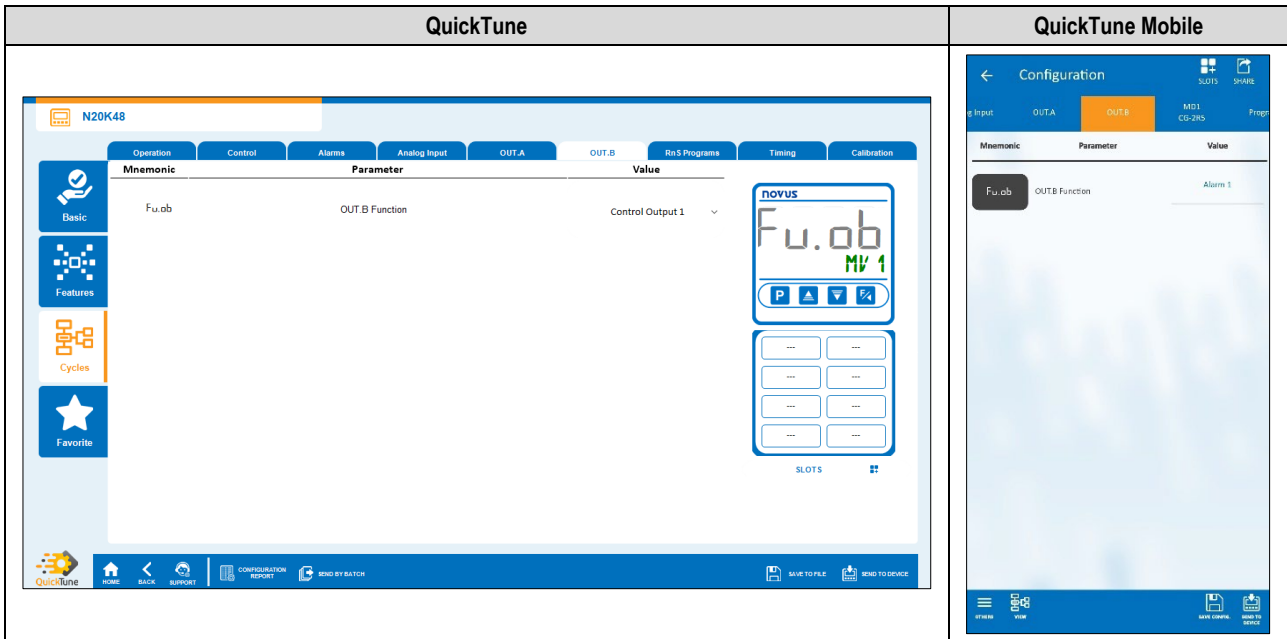 QuickTune
QuickTune Mobile
N20K48
Operation Control Alarms Analog Input OUT.A OUT.B RnS Programs Timing Calibration
Mnemonic Parameter Value
Fu.ob OUT.B Function Control Output 1
Basic
Features
Cycles
Favorite
novus
Fu.ob
MV 1
P F/
--- ---
--- ---
--- ---
--- ---
SLOTS
QuickTune
HOME BACK SUPPORT CONFIGURATION REPORT SEND BY BATCH SAVE TO FILE SEND TO DEVICE
Configuration
SLOTS SHARE
g Input OUT.A OUT.B MD1 CG-2RS Progr
Mnemonic Parameter Value
Fu.ob OUT.B Function Alarm 1
OTHERS VIEW SAVE CONFIG. SEND TO DEVICE